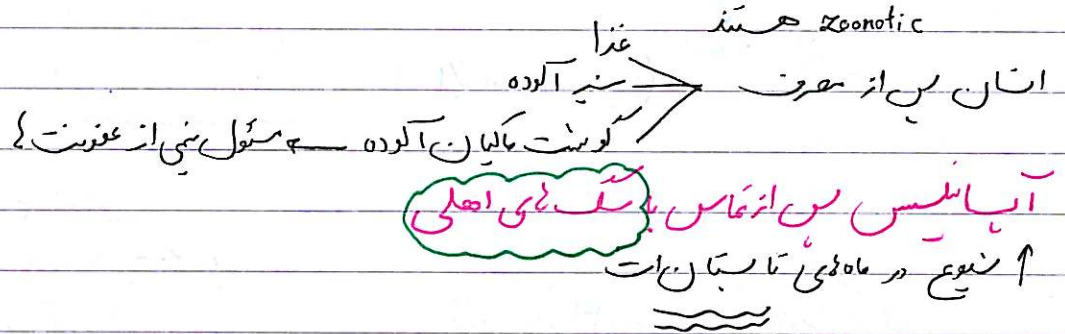 zoonotic هستند
غذا
انسان پس از مصرف شیر آلوده
گوشت ماکیان آلوده ← مسئول نیمی از عفونت ها
پس از تماس با سگ های اهلی
↑ شیوع در ماه های تابستان است